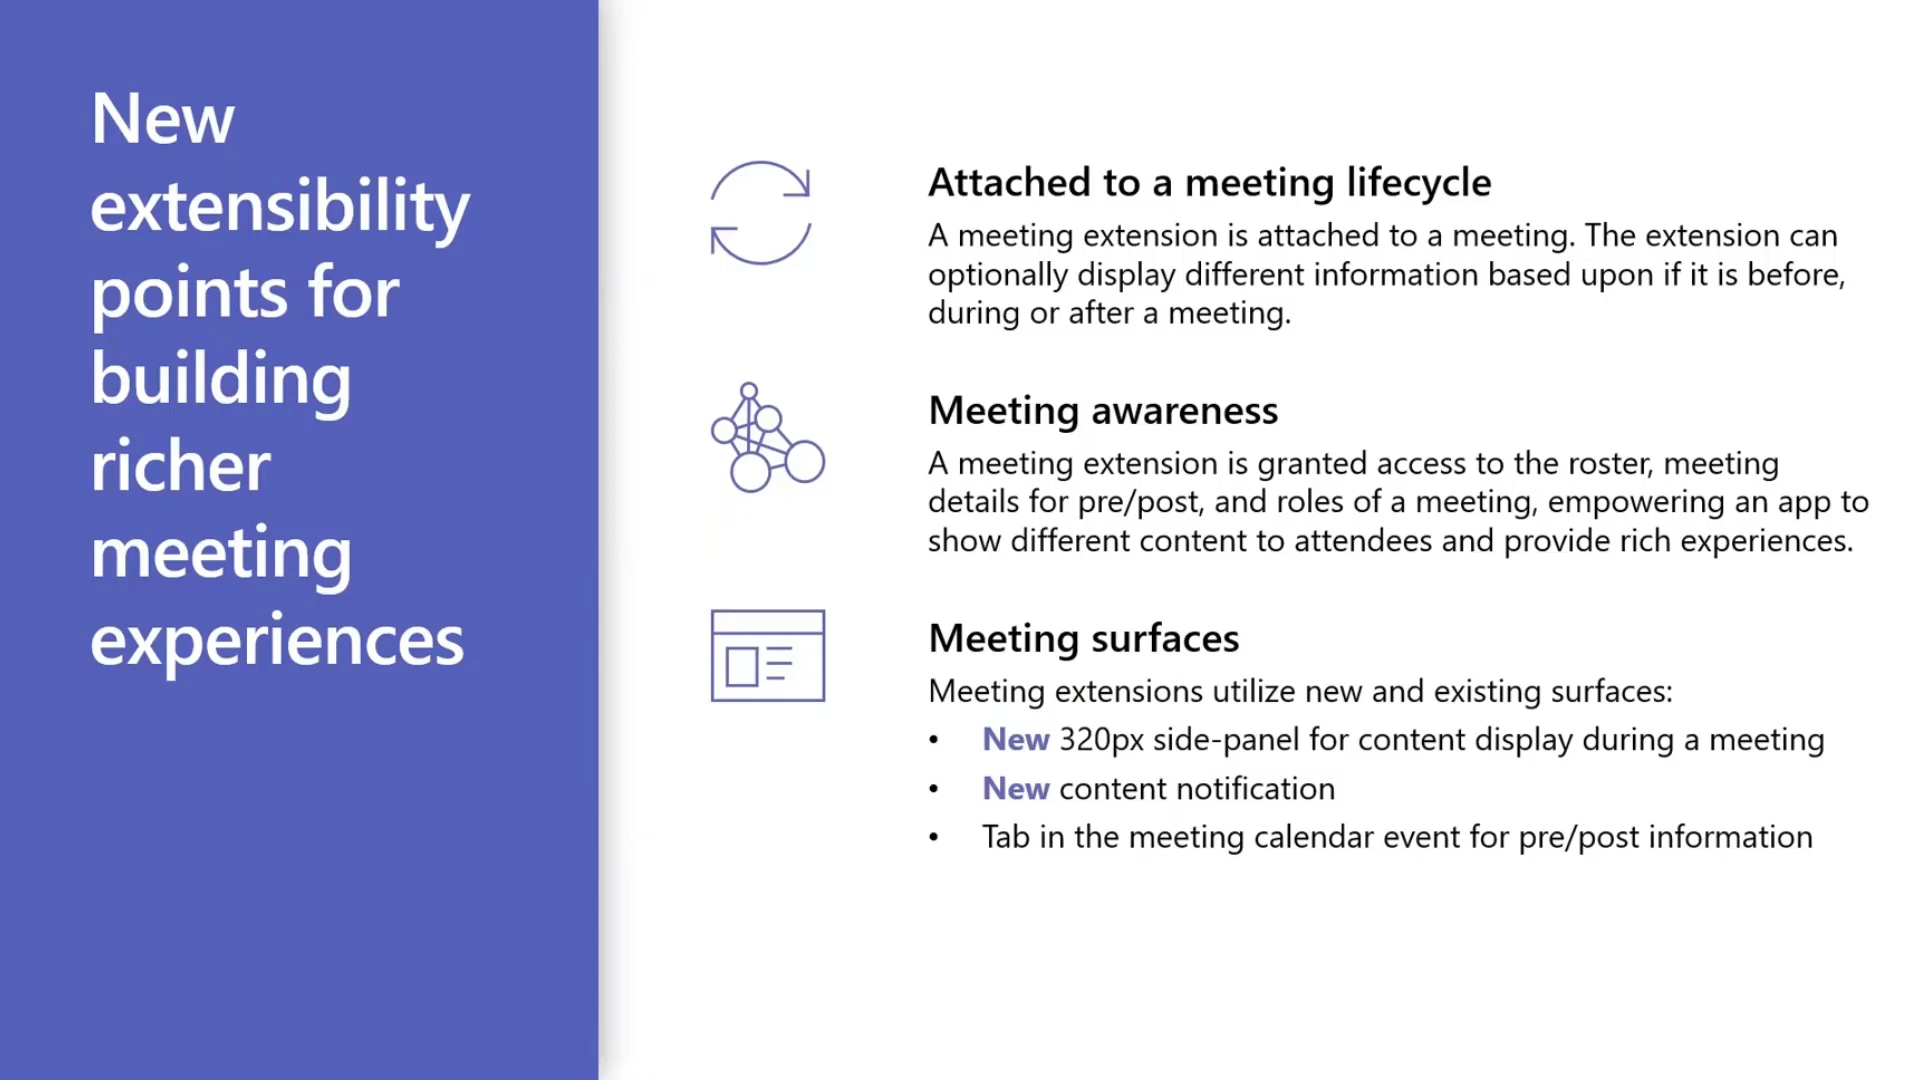 New
extensibility
points for
building
richer
meeting
experiences
Attached to a meeting lifecycle
A meeting extension is attached to a meeting. The extension can
optionally display different information based upon if it is before,
during or after a meeting.
Meeting awareness
A meeting extension is granted access to the roster, meeting
details for pre/post, and roles of a meeting, empowering an app to
show different content to attendees and provide rich experiences.
Meeting surfaces
Meeting extensions utilize new and existing surfaces:
• New 320px side-panel for content display during a meeting
• New content notification
• Tab in the meeting calendar event for pre/post information